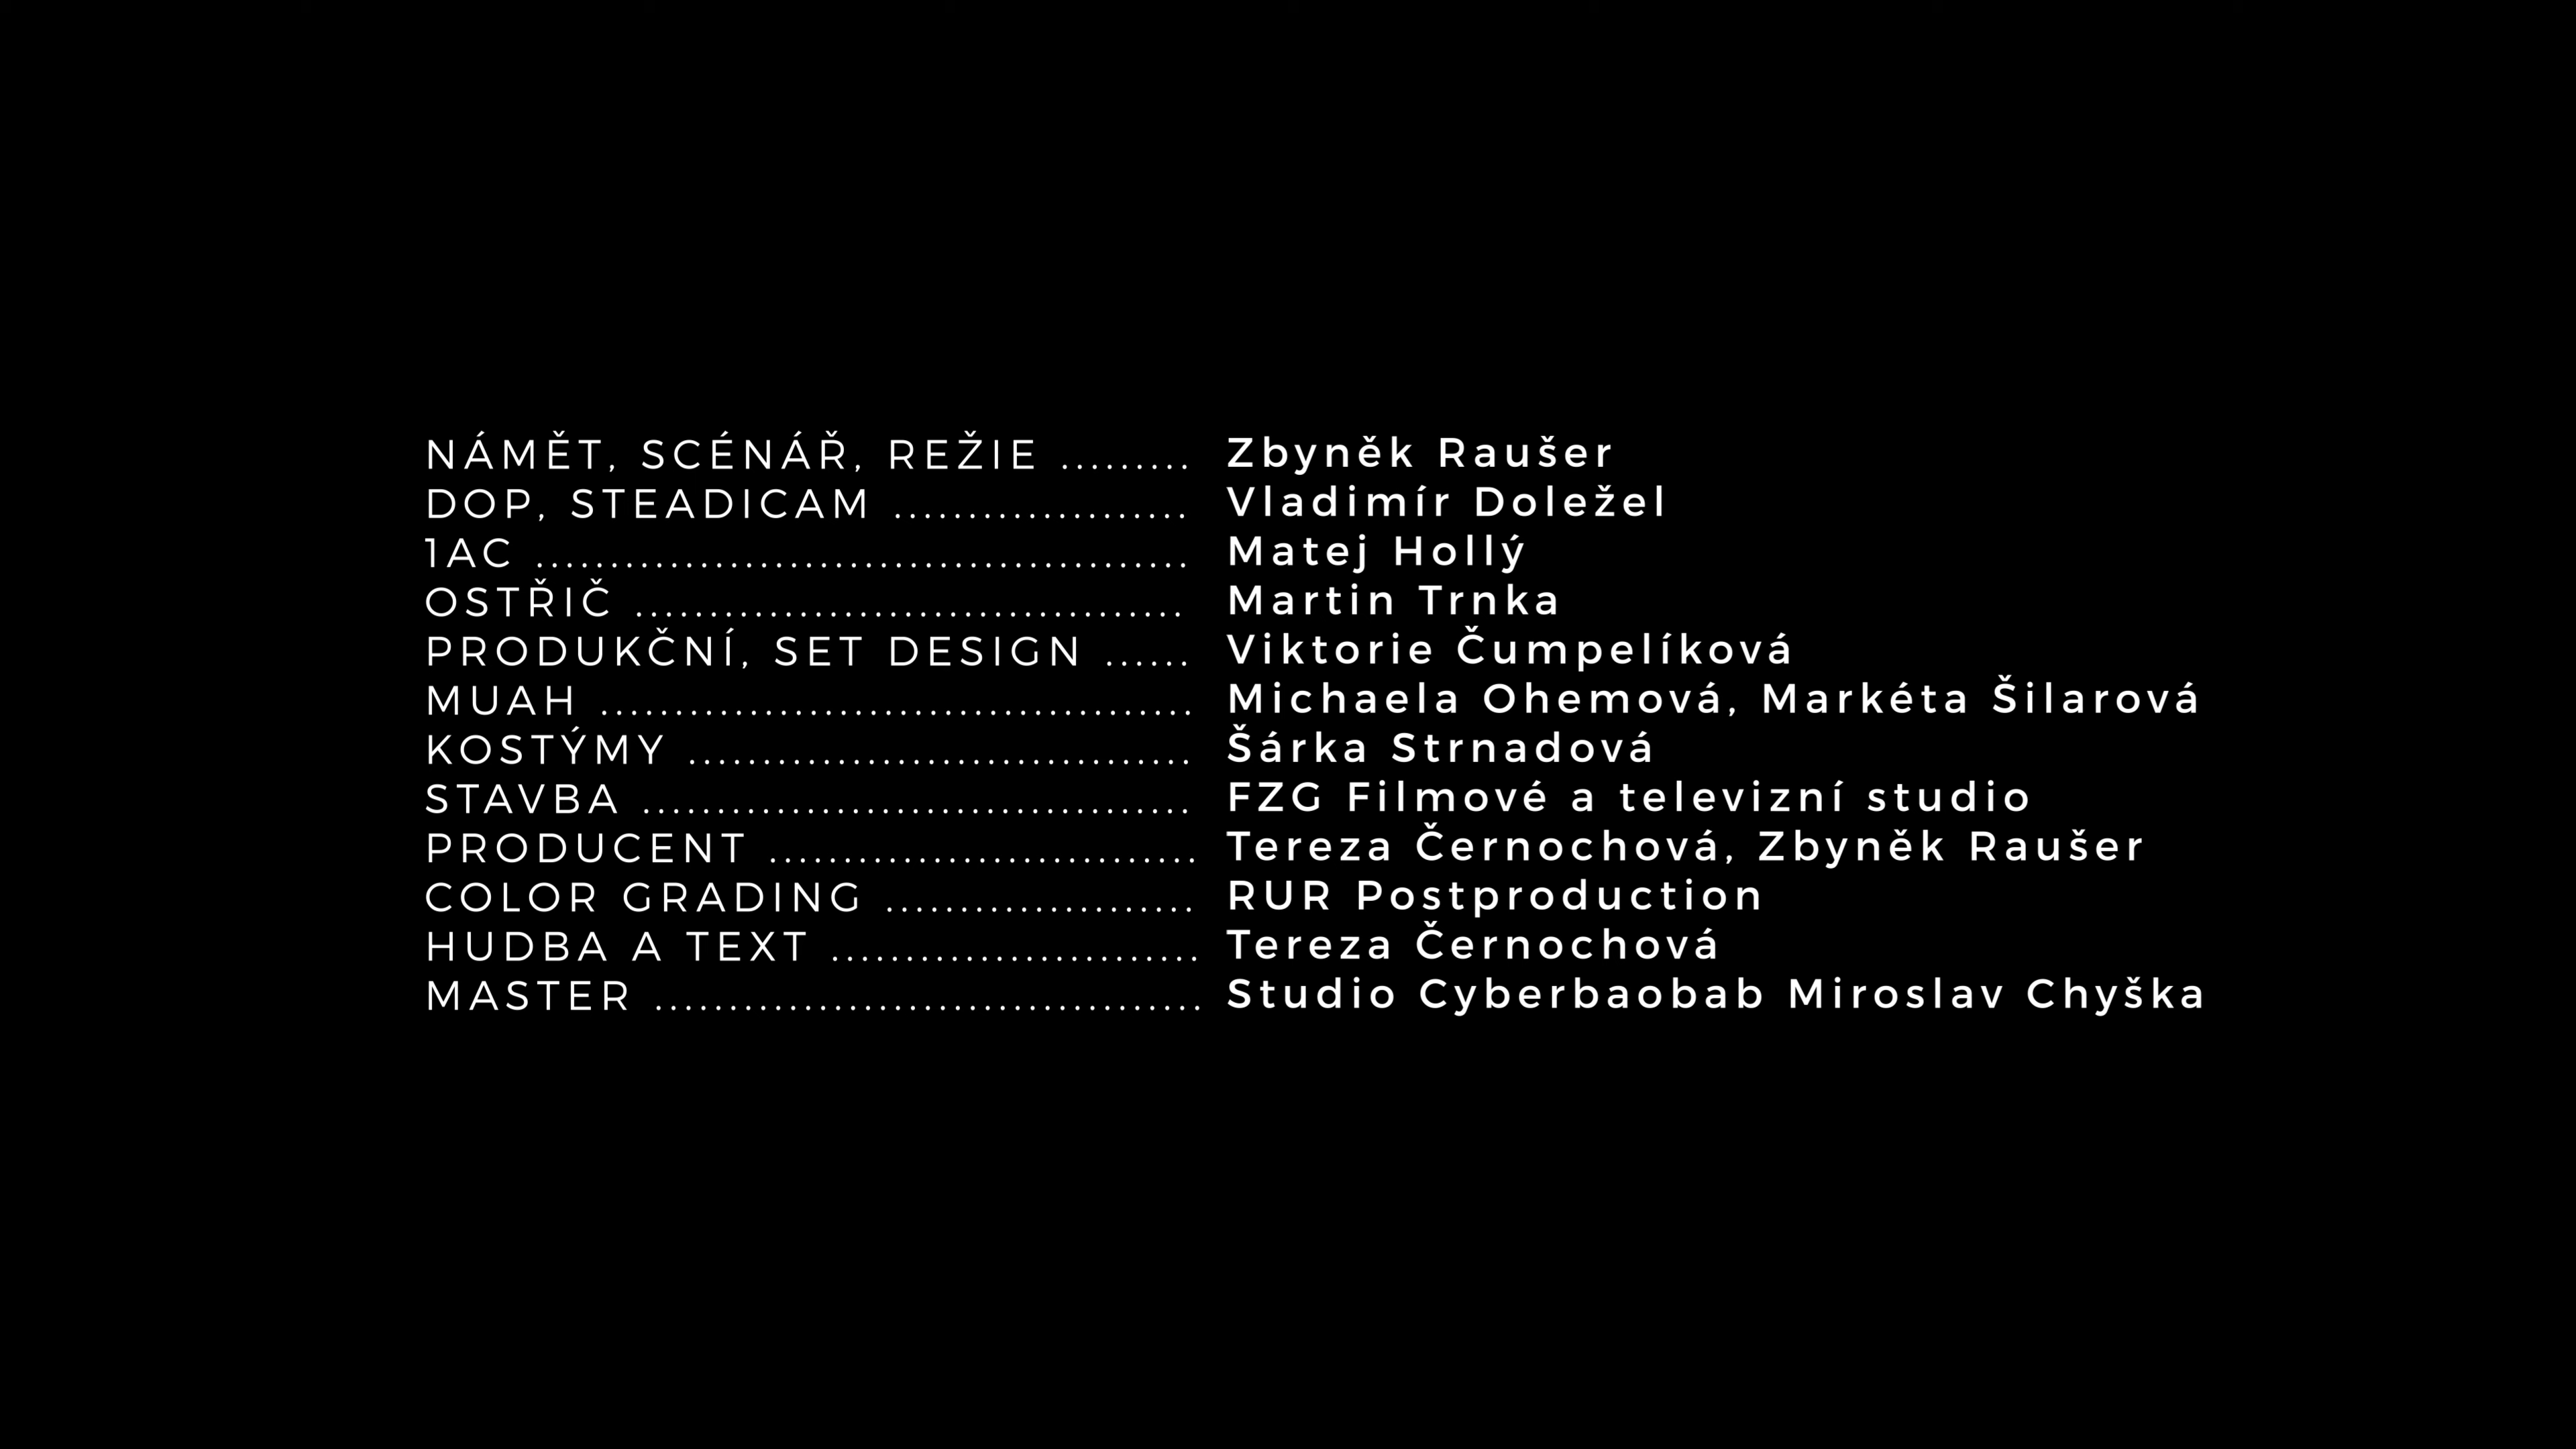 NÁMĚT, SCÉNÁŘ, REŽIE ......... Zbyněk Raušer
DOP, STEADICAM .................... Vladimír Doležel
1AC ............................................ Matej Hollý
OSTŘIČ ..................................... Martin Trnka
PRODUKČNÍ, SET DESIGN ...... Viktorie Čumpelíková
MUAH ........................................ Michaela Ohemová, Markéta Šilarová
KOSTÝMY .................................. Šárka Strnadová
STAVBA ..................................... FZG Filmové a televizní studio
PRODUCENT ............................. Tereza Černochová, Zbyněk Raušer
COLOR GRADING ..................... RUR Postproduction
HUDBA A TEXT ......................... Tereza Černochová
MASTER ..................................... Studio Cyberbaobab Miroslav Chyška